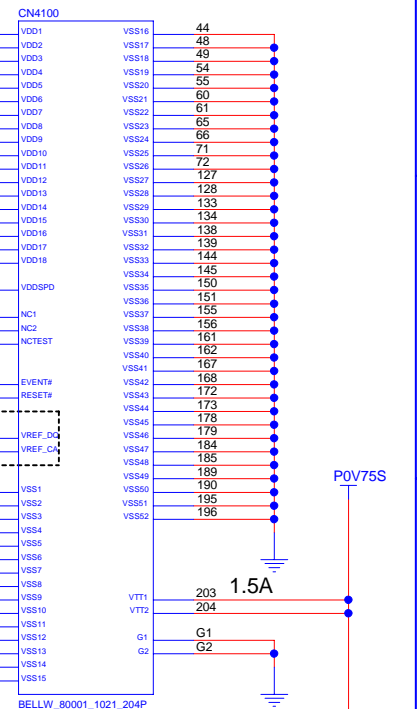 CN4100
VDD1 VSS16 44
VDD2 VSS17 48
VDD3 VSS18 49
VDD4 VSS19 54
VDD5 VSS20 55
VDD6 VSS21 60
VDD7 VSS22 61
VDD8 VSS23 65
VDD9 VSS24 66
VDD10 VSS25 71
VDD11 VSS26 72
VDD12 VSS27 127
VDD13 VSS28 128
VDD14 VSS29 133
VDD15 VSS30 134
VDD16 VSS31 138
VDD17 VSS32 139
VDD18 VSS33 144
VSS34 145
VDDSPD VSS35 150
VSS36 151
NC1 VSS37 155
NC2 VSS38 156
NCTEST VSS39 161
VSS40 162
VSS41 167
EVENT# VSS42 168
RESET# VSS43 172
VSS44 173
VSS45 178
VREF_DQ VSS46 179
VREF_CA VSS47 184
VSS48 185
VSS49 189
VSS1 VSS50 190
VSS2 VSS51 195
VSS3 VSS52 196
VSS4
VSS5
VSS6
VSS7
VSS8
VSS9 VTT1 203
VSS10 VTT2 204
VSS11
VSS12 G1 G1
VSS13 G2 G2
VSS14
VSS15
BELLW_80001_1021_204P
1.5A
P0V75S